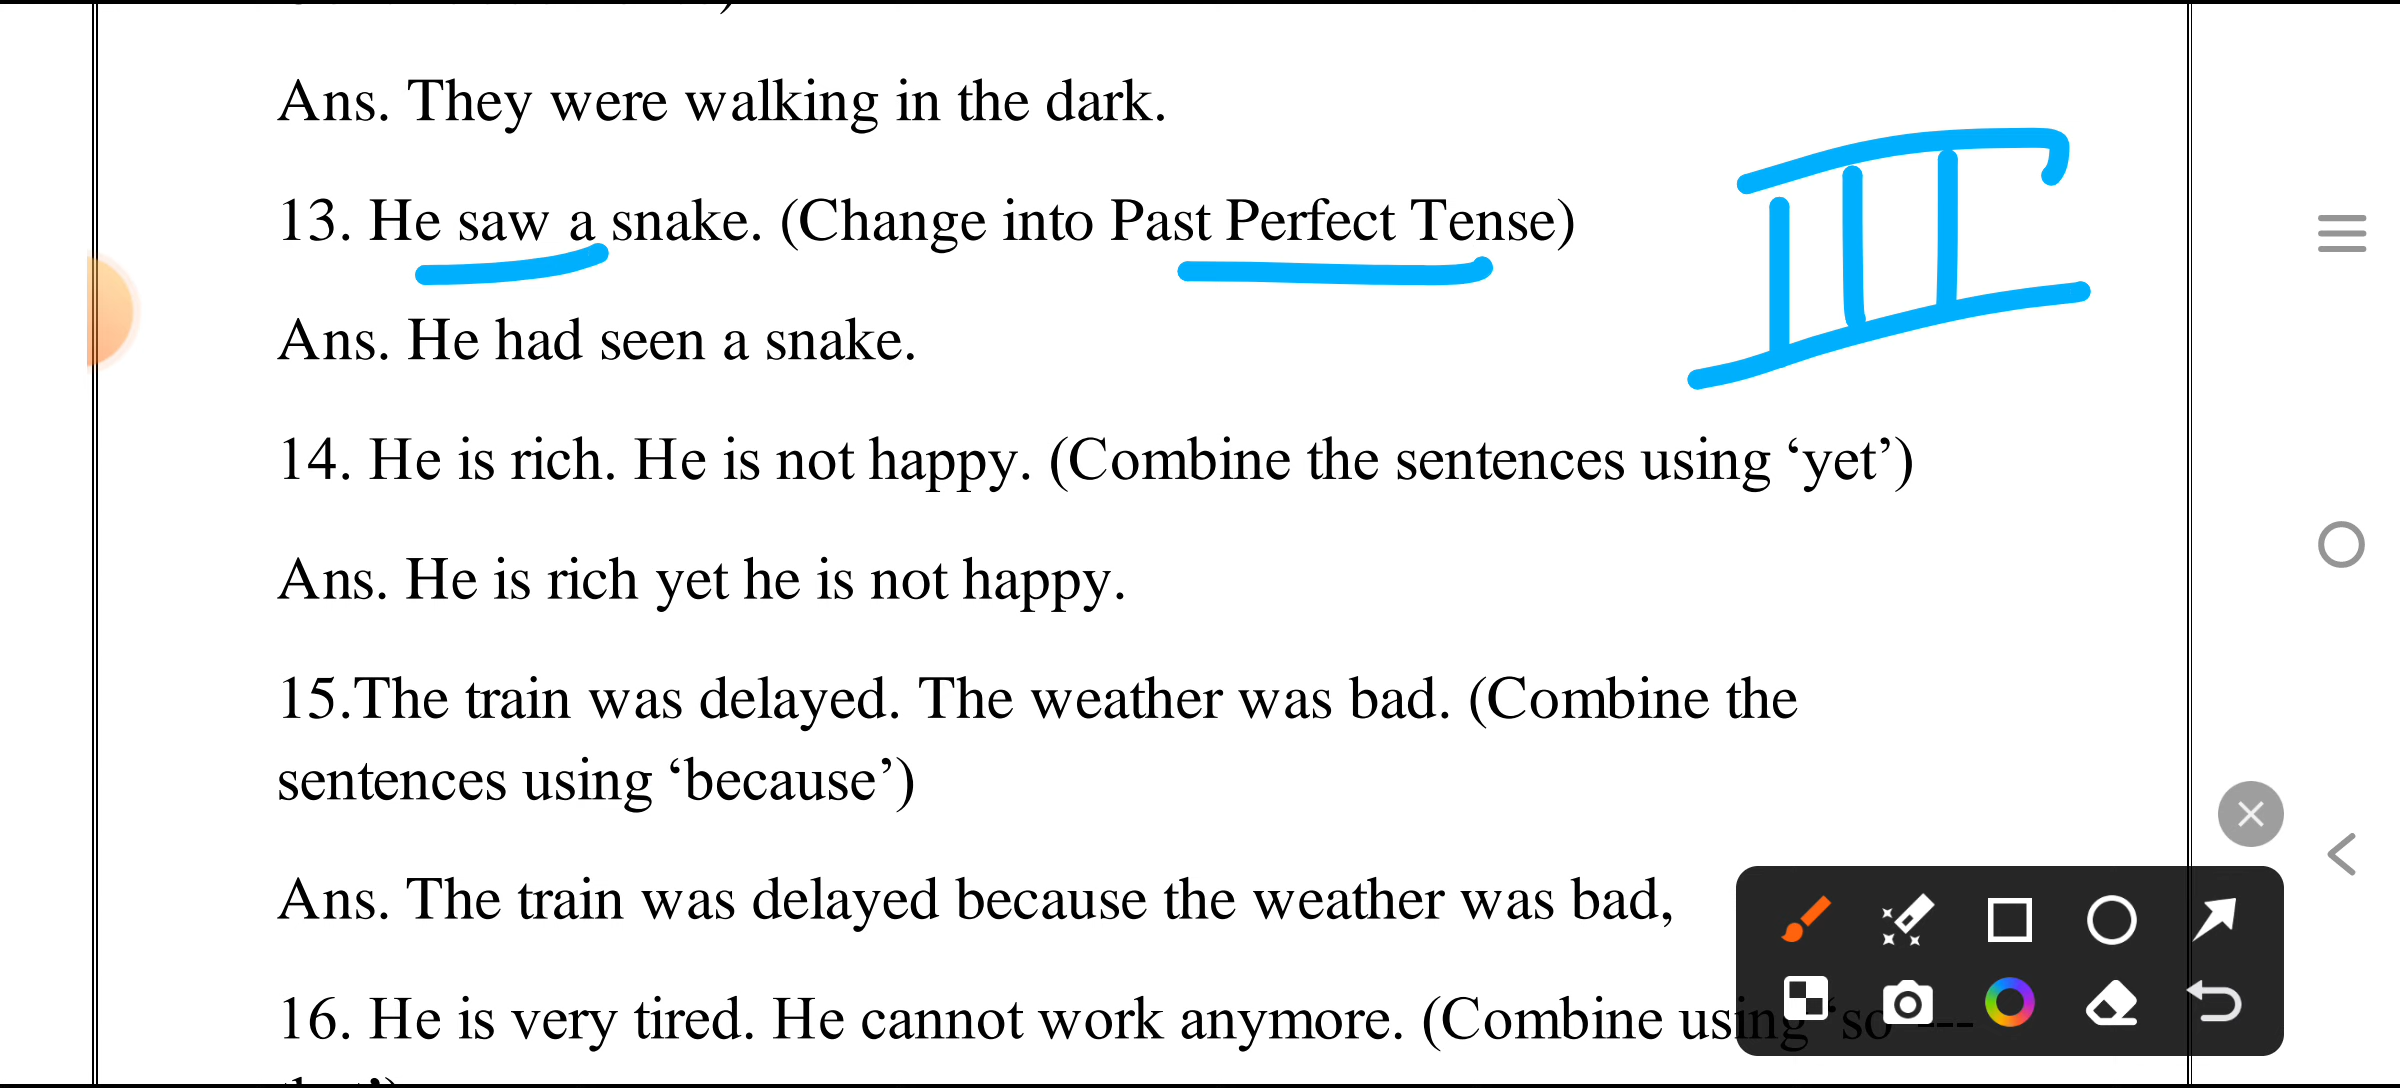 Ans. They were walking in the dark.
13. He saw a snake. (Change into Past Perfect Tense)
III
Ans. He had seen a snake.
14. He is rich. He is not happy. (Combine the sentences using ‘yet’)
Ans. He is rich yet he is not happy.
15.The train was delayed. The weather was bad. (Combine the
sentences using ‘because’)
Ans. The train was delayed because the weather was bad,
16. He is very tired. He cannot work anymore. (Combine using ‘so ---